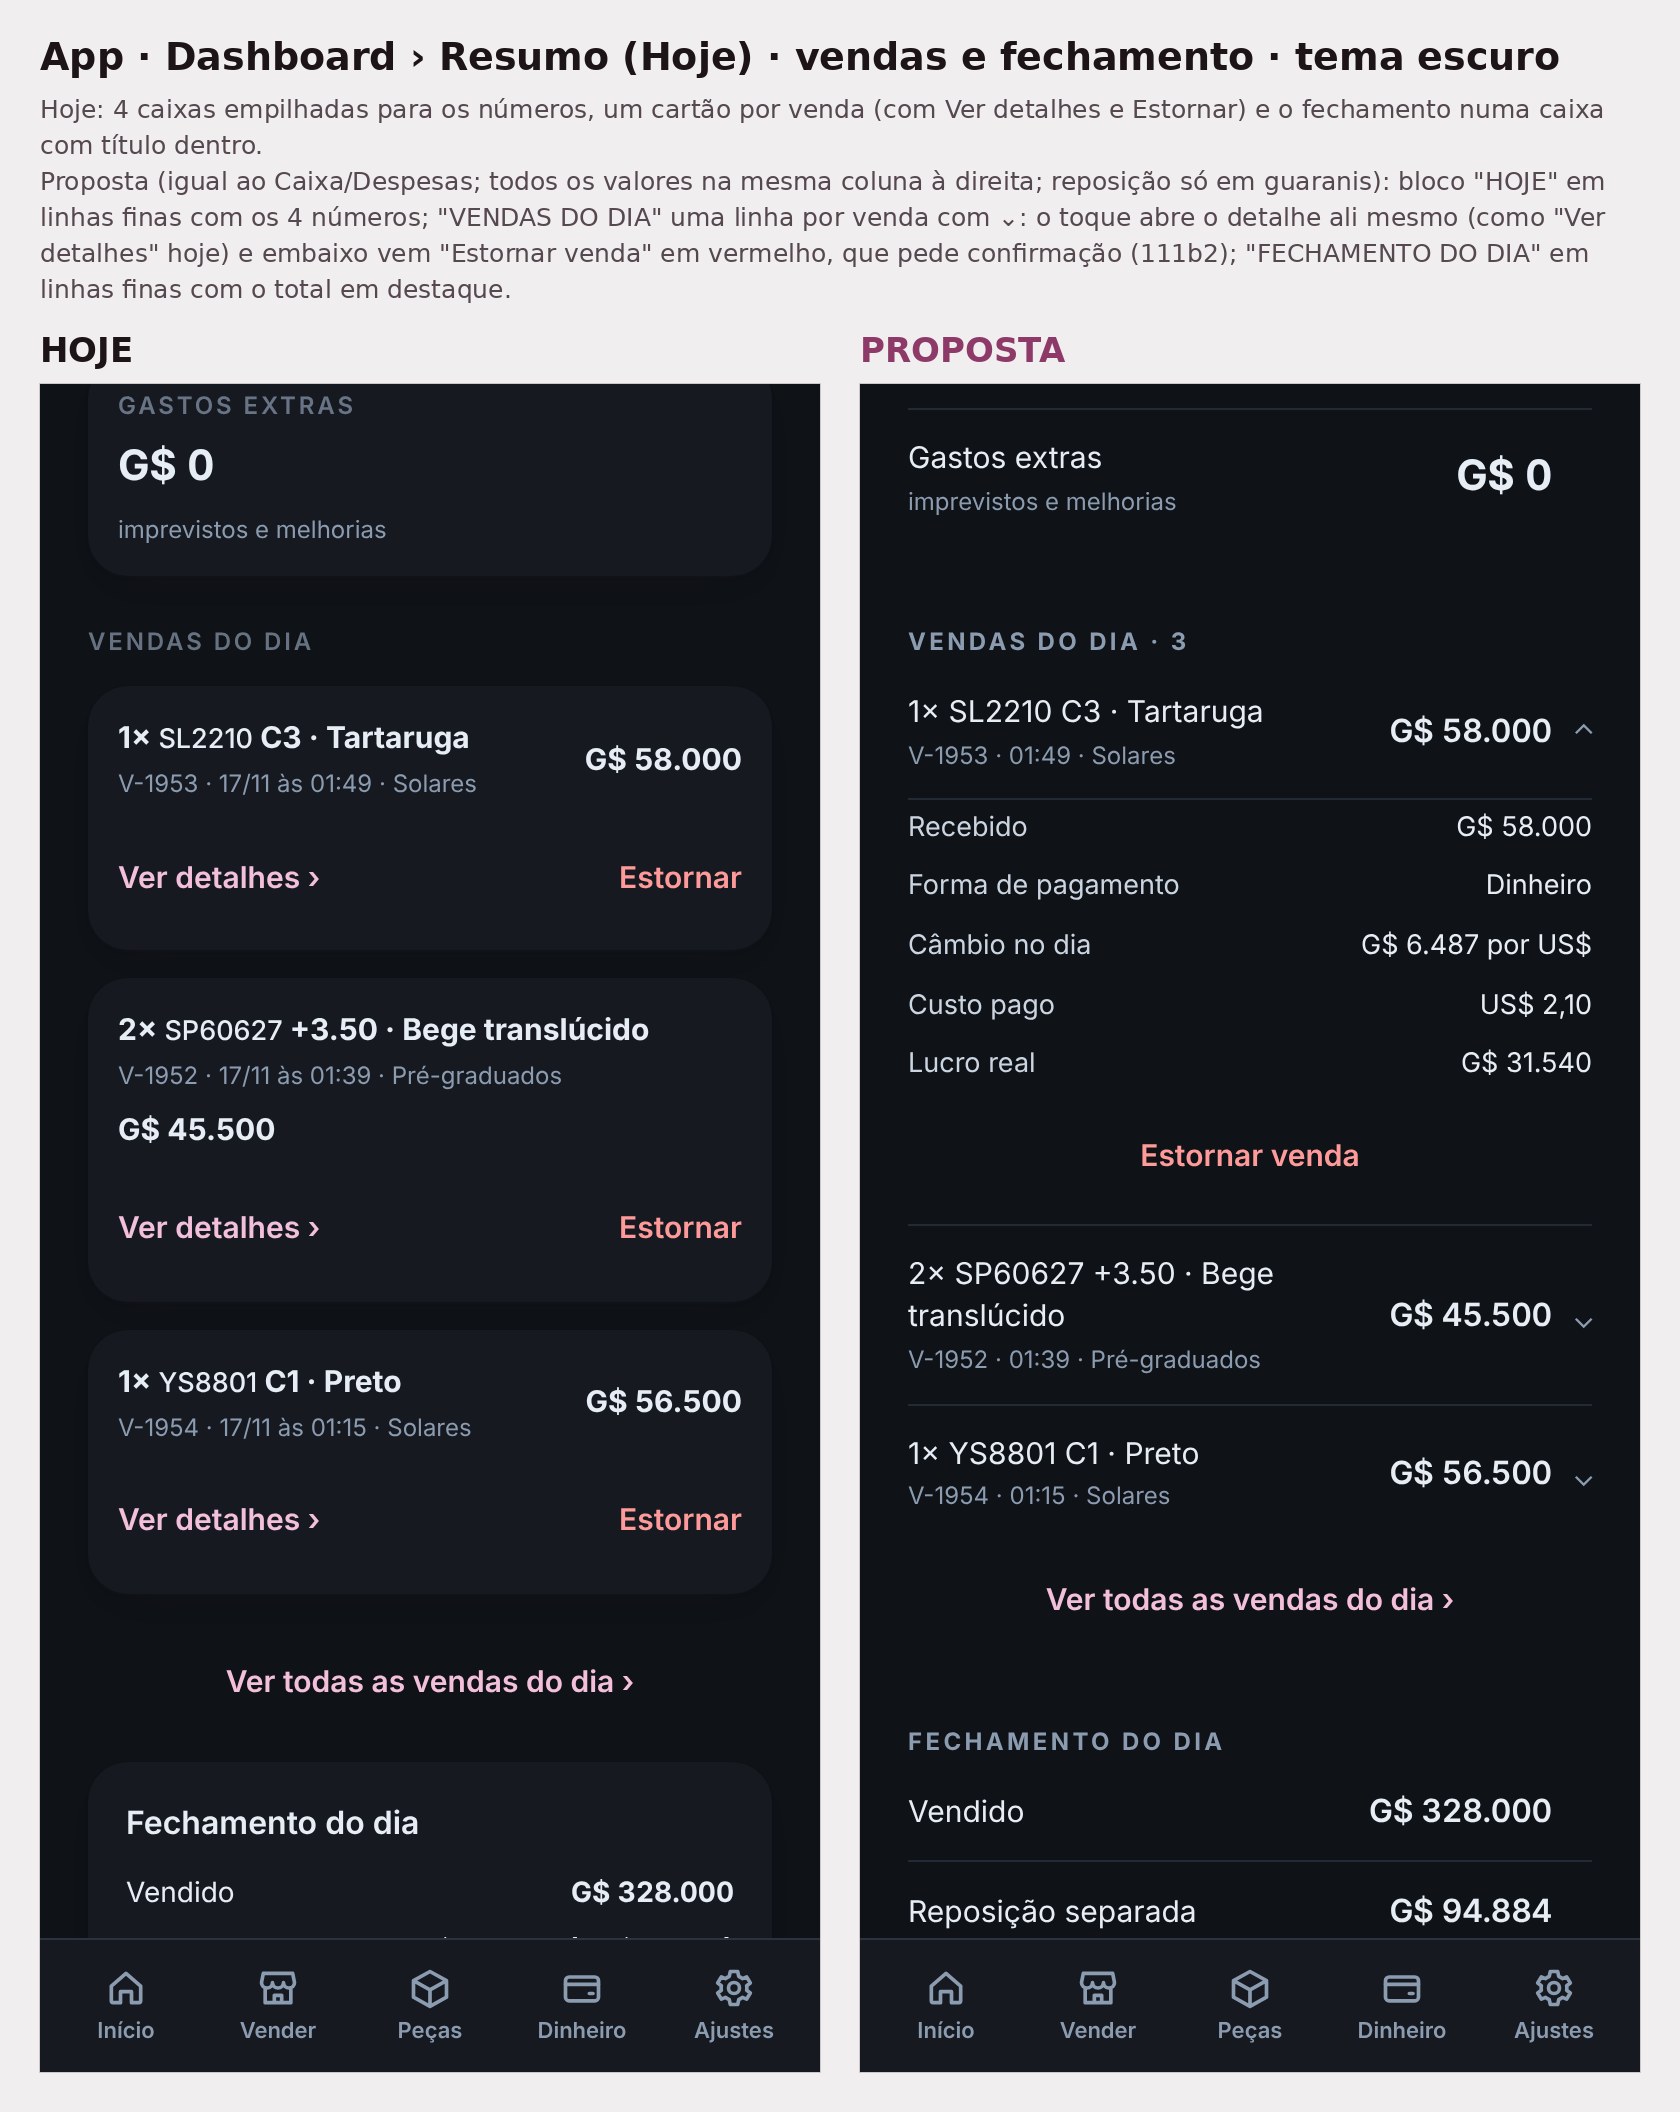 App · Dashboard › Resumo (Hoje) · vendas e fechamento · tema escuro
Hoje: 4 caixas empilhadas para os números, um cartão por venda (com Ver detalhes e Estornar) e o fechamento numa caixa
com título dentro.
Proposta (igual ao Caixa/Despesas; todos os valores na mesma coluna à direita; reposição só em guaranis): bloco "HOJE" em
linhas finas com os 4 números; "VENDAS DO DIA" uma linha por venda com ⌄: o toque abre o detalhe ali mesmo (como "Ver
detalhes" hoje) e embaixo vem "Estornar venda" em vermelho, que pede confirmação (111b2); "FECHAMENTO DO DIA" em
linhas finas com o total em destaque.
HOJE
GASTOS EXTRAS
G$ 0
imprevistos e melhorias
VENDAS DO DIA
1× SL2210 C3 · Tartaruga
G$ 58.000
V-1953 · 17/11 às 01:49 · Solares
Ver detalhes ›
Estornar
2× SP60627 +3.50 · Bege translúcido
V-1952 · 17/11 às 01:39 · Pré-graduados
G$ 45.500
Ver detalhes ›
Estornar
1× YS8801 C1 · Preto
G$ 56.500
V-1954 · 17/11 às 01:15 · Solares
Ver detalhes ›
Estornar
Ver todas as vendas do dia ›
Fechamento do dia
Vendido
G$ 328.000
Início
Vender
Peças
Dinheiro
Ajustes
PROPOSTA
Gastos extras
G$ 0
imprevistos e melhorias
VENDAS DO DIA · 3
1× SL2210 C3 · Tartaruga
G$ 58.000
V-1953 · 01:49 · Solares
Recebido
G$ 58.000
Forma de pagamento
Dinheiro
Câmbio no dia
G$ 6.487 por US$
Custo pago
US$ 2,10
Lucro real
G$ 31.540
Estornar venda
2× SP60627 +3.50 · Bege
translúcido
G$ 45.500
V-1952 · 01:39 · Pré-graduados
1× YS8801 C1 · Preto
G$ 56.500
V-1954 · 01:15 · Solares
Ver todas as vendas do dia ›
FECHAMENTO DO DIA
Vendido
G$ 328.000
Reposição separada
G$ 94.884
Início
Vender
Peças
Dinheiro
Ajustes